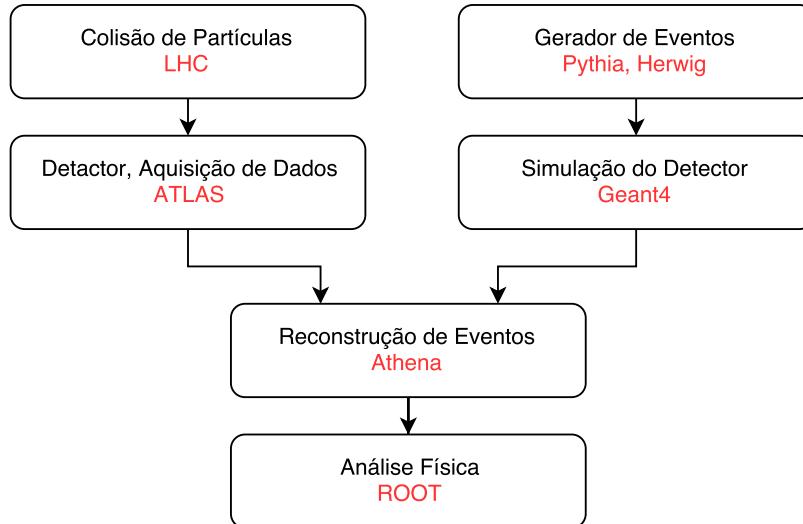 Colisão de Partículas
LHC
Gerador de Eventos
Pythia, Herwig
Detactor, Aquisição de Dados
ATLAS
Simulação do Detector
Geant4
Reconstrução de Eventos
Athena
Análise Física
ROOT